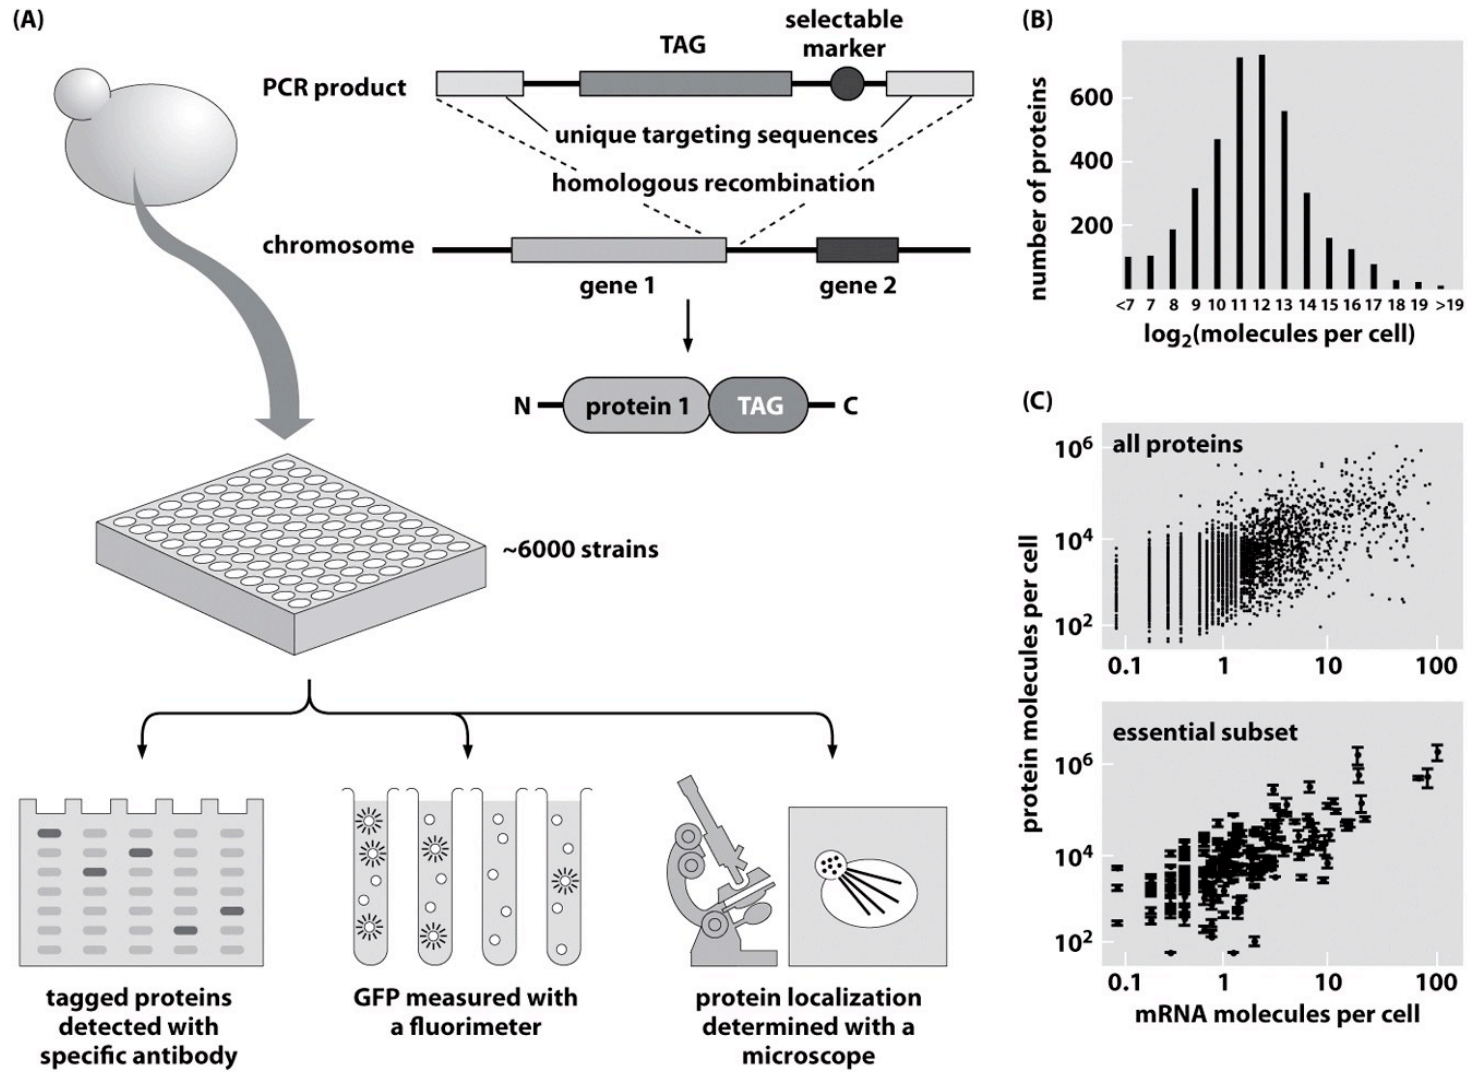 (A)
PCR product
TAG
selectable
marker
unique targeting sequences
homologous recombination
chromosome
gene 1
gene 2
N
protein 1
TAG
C
~6000 strains
tagged proteins
detected with
specific antibody
GFP measured with
a fluorimeter
protein localization
determined with a
microscope
(B)
number of proteins
600
400
200
<7 7 8 9 10 11 12 13 14 15 16 17 18 19 >19
log2(molecules per cell)
(C)
protein molecules per cell
all proteins
10^6
10^4
10^2
0.1 1 10 100
essential subset
10^6
10^4
10^2
0.1 1 10 100
mRNA molecules per cell